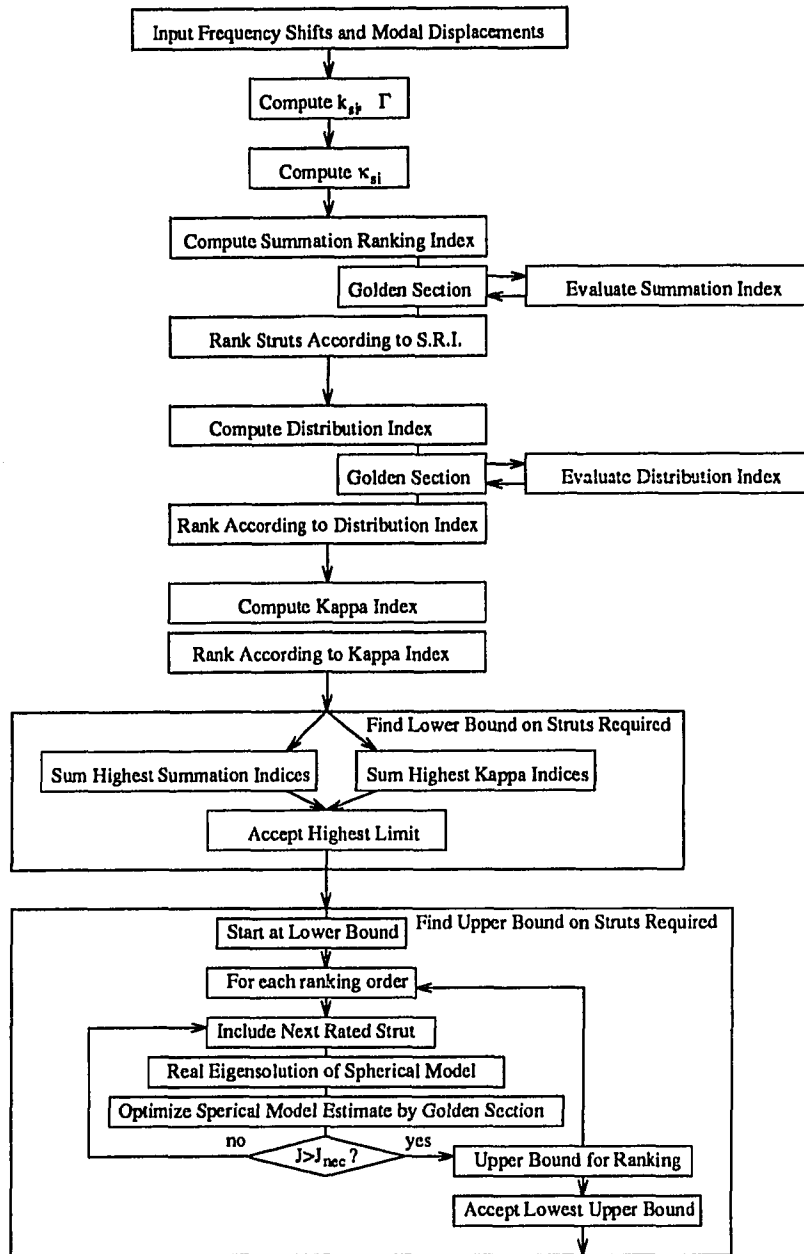 Input Frequency Shifts and Modal Displacements
Compute k_si, Γ
Compute κ_si
Compute Summation Ranking Index
Golden Section
Evaluate Summation Index
Rank Struts According to S.R.I.
Compute Distribution Index
Golden Section
Evaluate Distribution Index
Rank According to Distribution Index
Compute Kappa Index
Rank According to Kappa Index
Find Lower Bound on Struts Required
Sum Highest Summation Indices
Sum Highest Kappa Indices
Accept Highest Limit
Find Upper Bound on Struts Required
Start at Lower Bound
For each ranking order
Include Next Rated Strut
Real Eigensolution of Spherical Model
Optimize Sperical Model Estimate by Golden Section
no
J>J_nec ?
yes
Upper Bound for Ranking
Accept Lowest Upper Bound